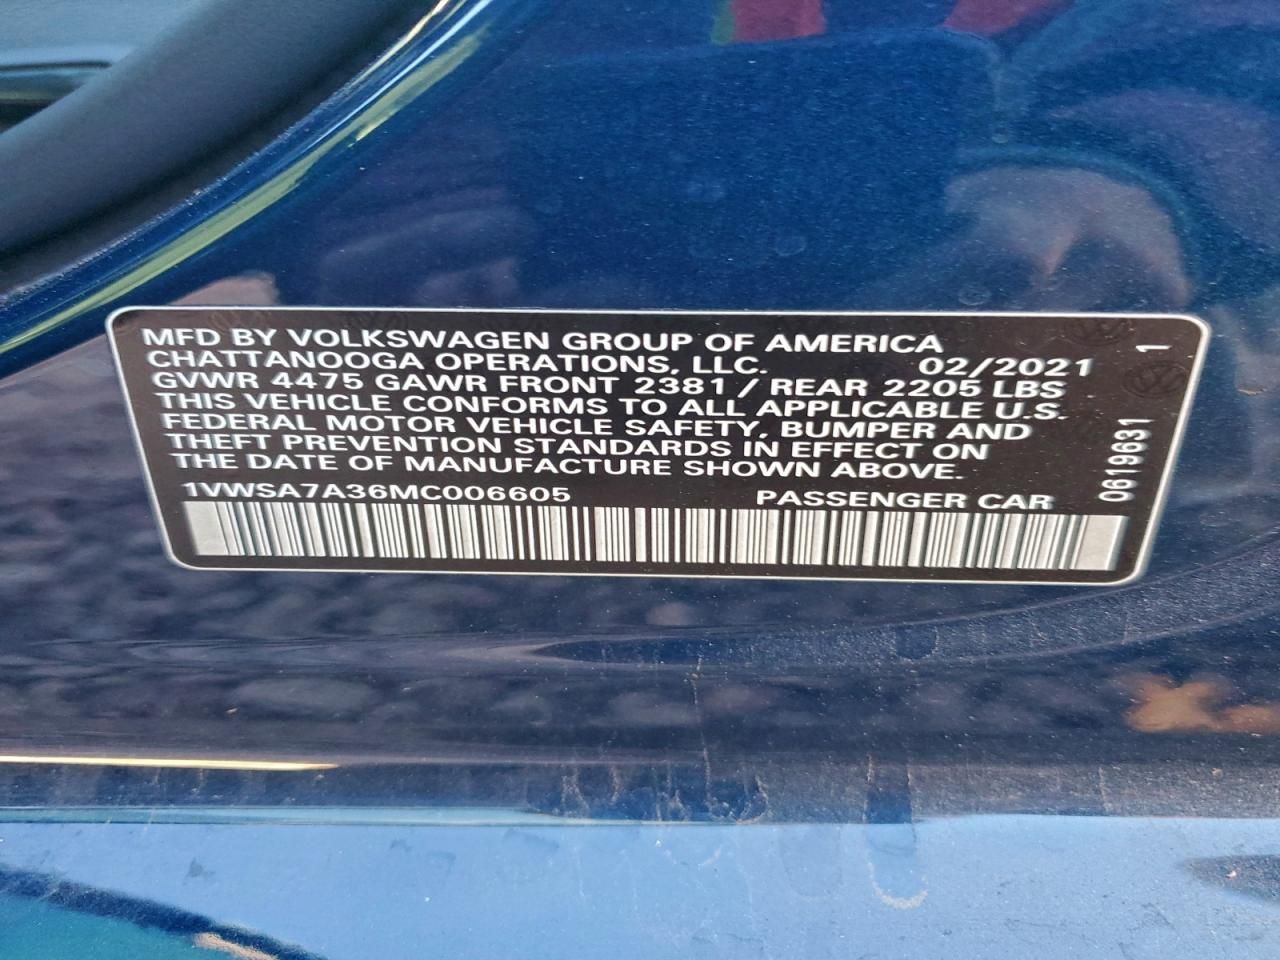 MFD BY VOLKSWAGEN GROUP OF AMERICA
CHATTANOOGA OPERATIONS, LLC. 02/2021
GVWR 4475 GAWR FRONT 2381 / REAR 2205 LBS
THIS VEHICLE CONFORMS TO ALL APPLICABLE U.S.
FEDERAL MOTOR VEHICLE SAFETY, BUMPER AND
THEFT PREVENTION STANDARDS IN EFFECT ON
THE DATE OF MANUFACTURE SHOWN ABOVE.
1VWSA7A36MC006605 PASSENGER CAR
0619631 1